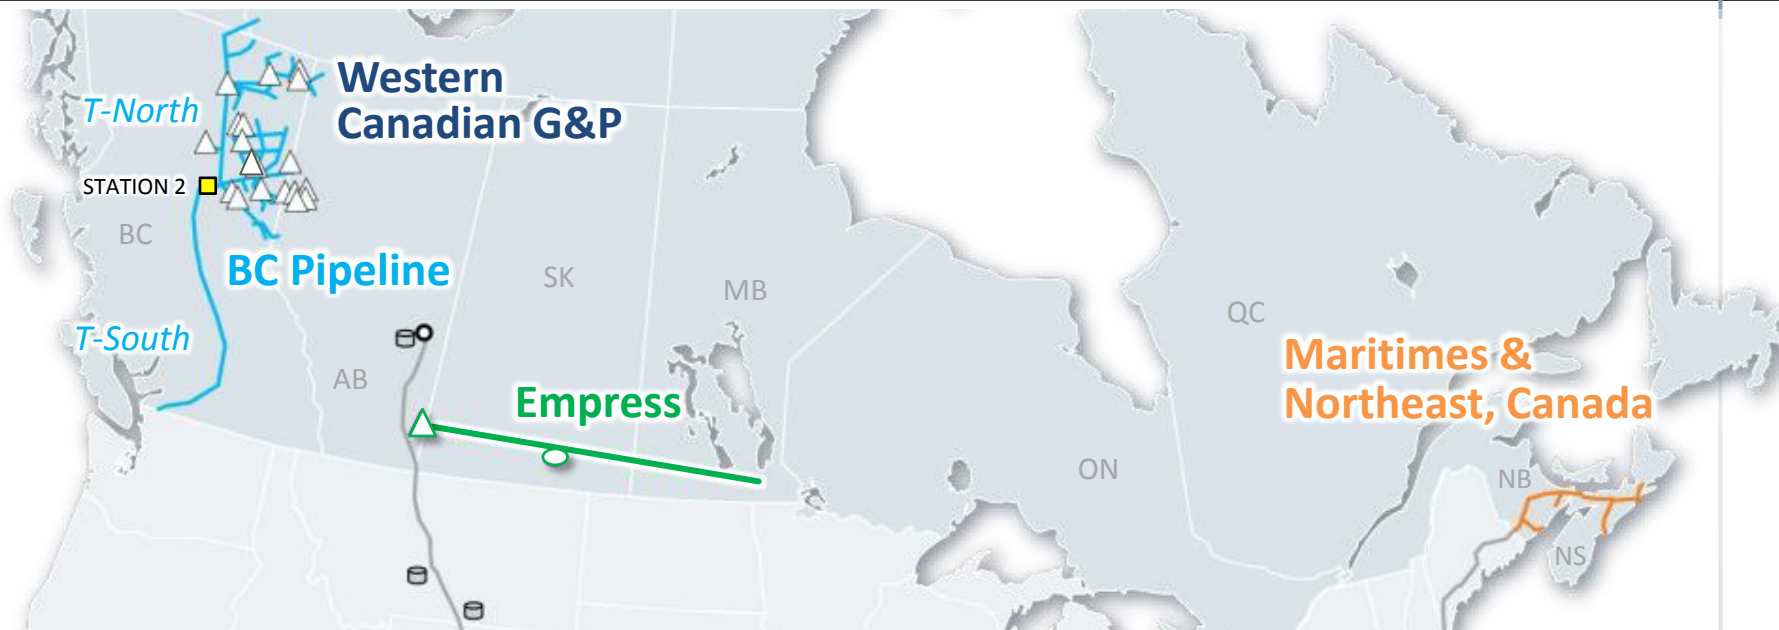 Western
Canadian G&P
T-North
STATION 2
BC
BC Pipeline
SK
MB
QC
T-South
AB
Empress
Maritimes &
Northeast, Canada
ON
NB
NS